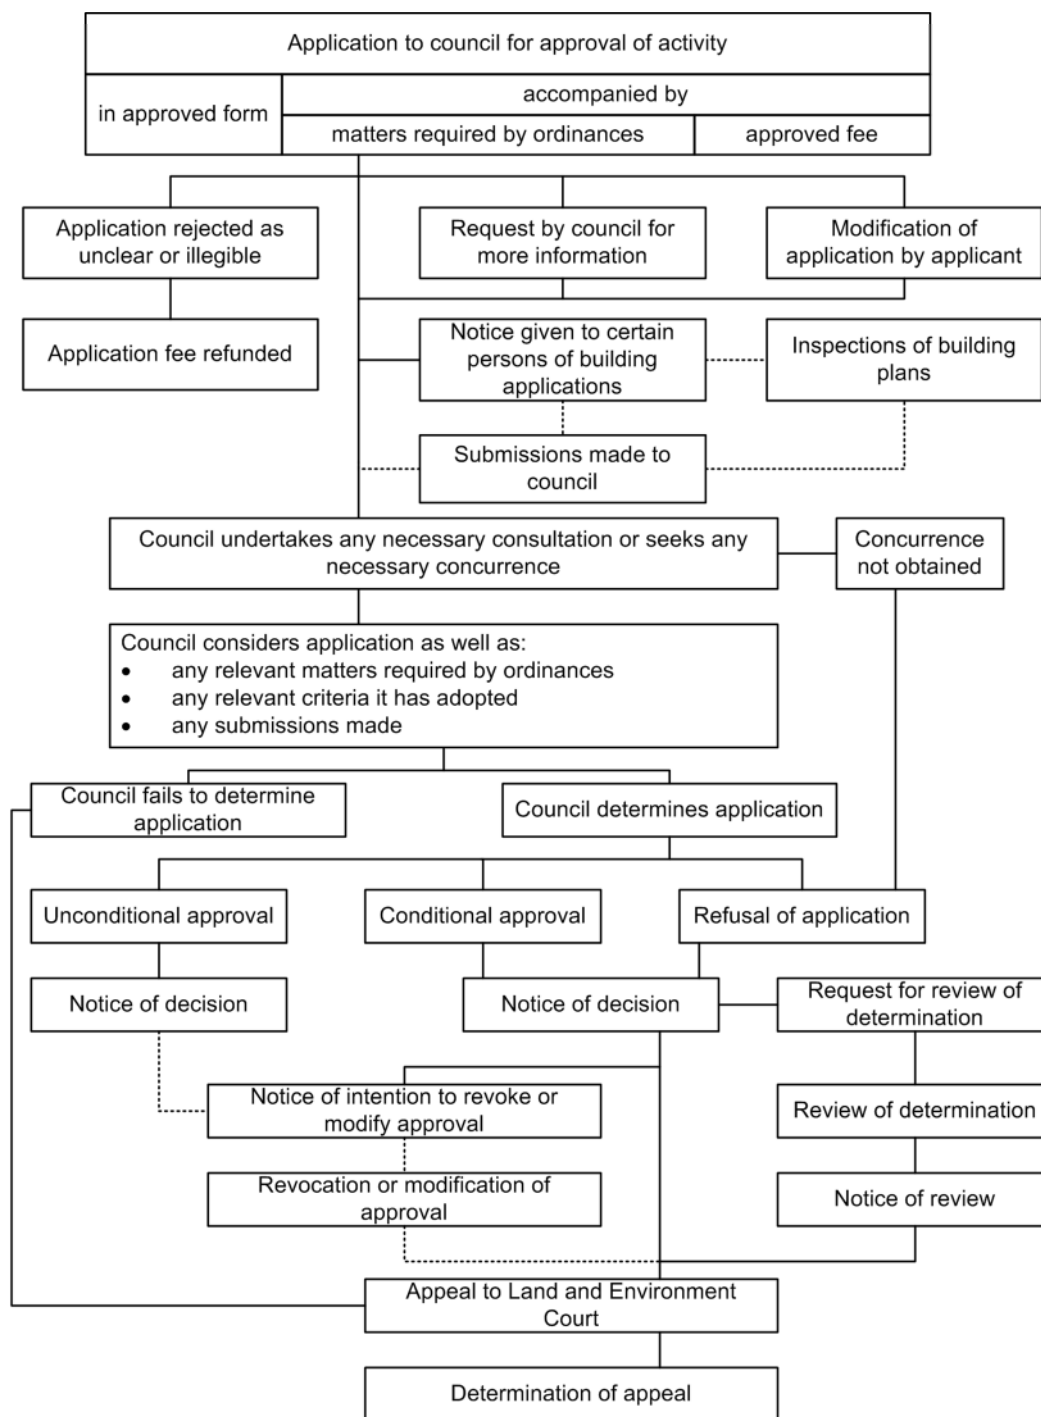 Application to council for approval of activity
in approved form
accompanied by
matters required by ordinances
approved fee
Application rejected as
unclear or illegible
Request by council for
more information
Modification of
application by applicant
Application fee refunded
Notice given to certain
persons of building
applications
Inspections of building
plans
Submissions made to
council
Council undertakes any necessary consultation or seeks any
necessary concurrence
Concurrence
not obtained
Council considers application as well as:
• any relevant matters required by ordinances
• any relevant criteria it has adopted
• any submissions made
Council fails to determine
application
Council determines application
Unconditional approval
Conditional approval
Refusal of application
Notice of decision
Notice of decision
Request for review of
determination
Notice of intention to revoke or
modify approval
Review of determination
Revocation or modification of
approval
Notice of review
Appeal to Land and Environment
Court
Determination of appeal